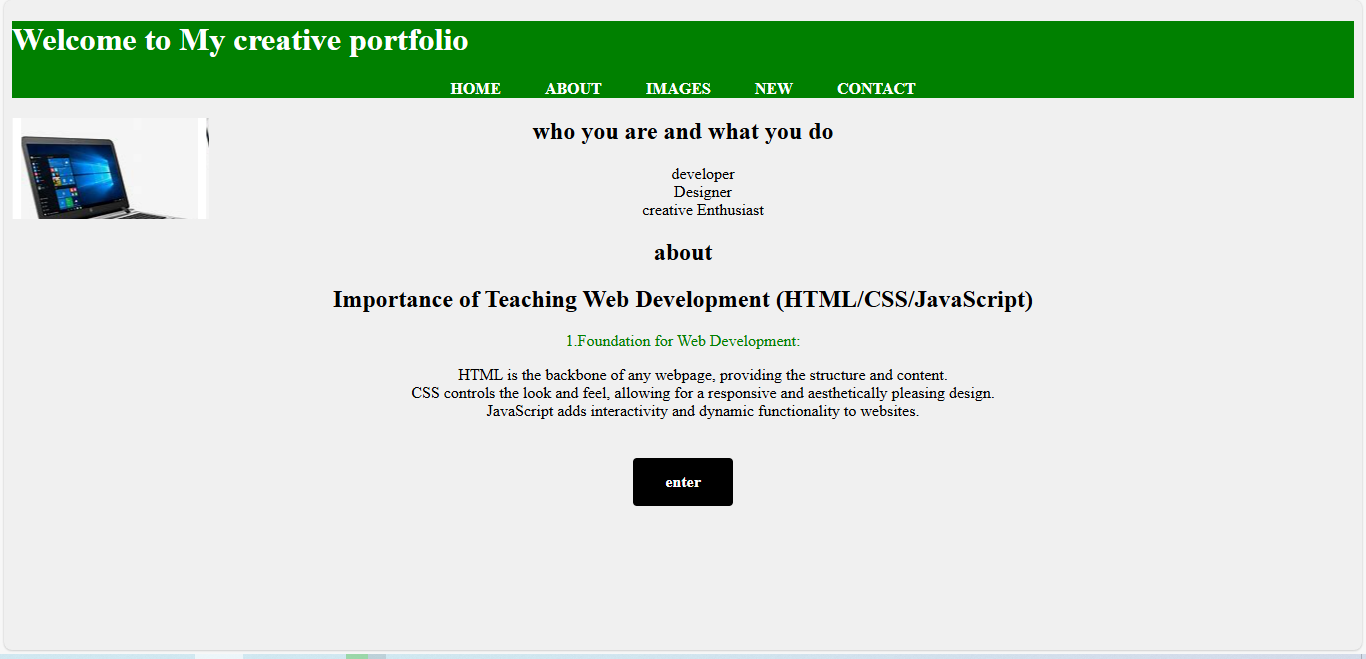 Welcome to My creative portfolio
HOME ABOUT IMAGES NEW CONTACT
who you are and what you do
developer
Designer
creative Enthusiast
about
Importance of Teaching Web Development (HTML/CSS/JavaScript)
1.Foundation for Web Development:
HTML is the backbone of any webpage, providing the structure and content.
CSS controls the look and feel, allowing for a responsive and aesthetically pleasing design.
JavaScript adds interactivity and dynamic functionality to websites.
enter